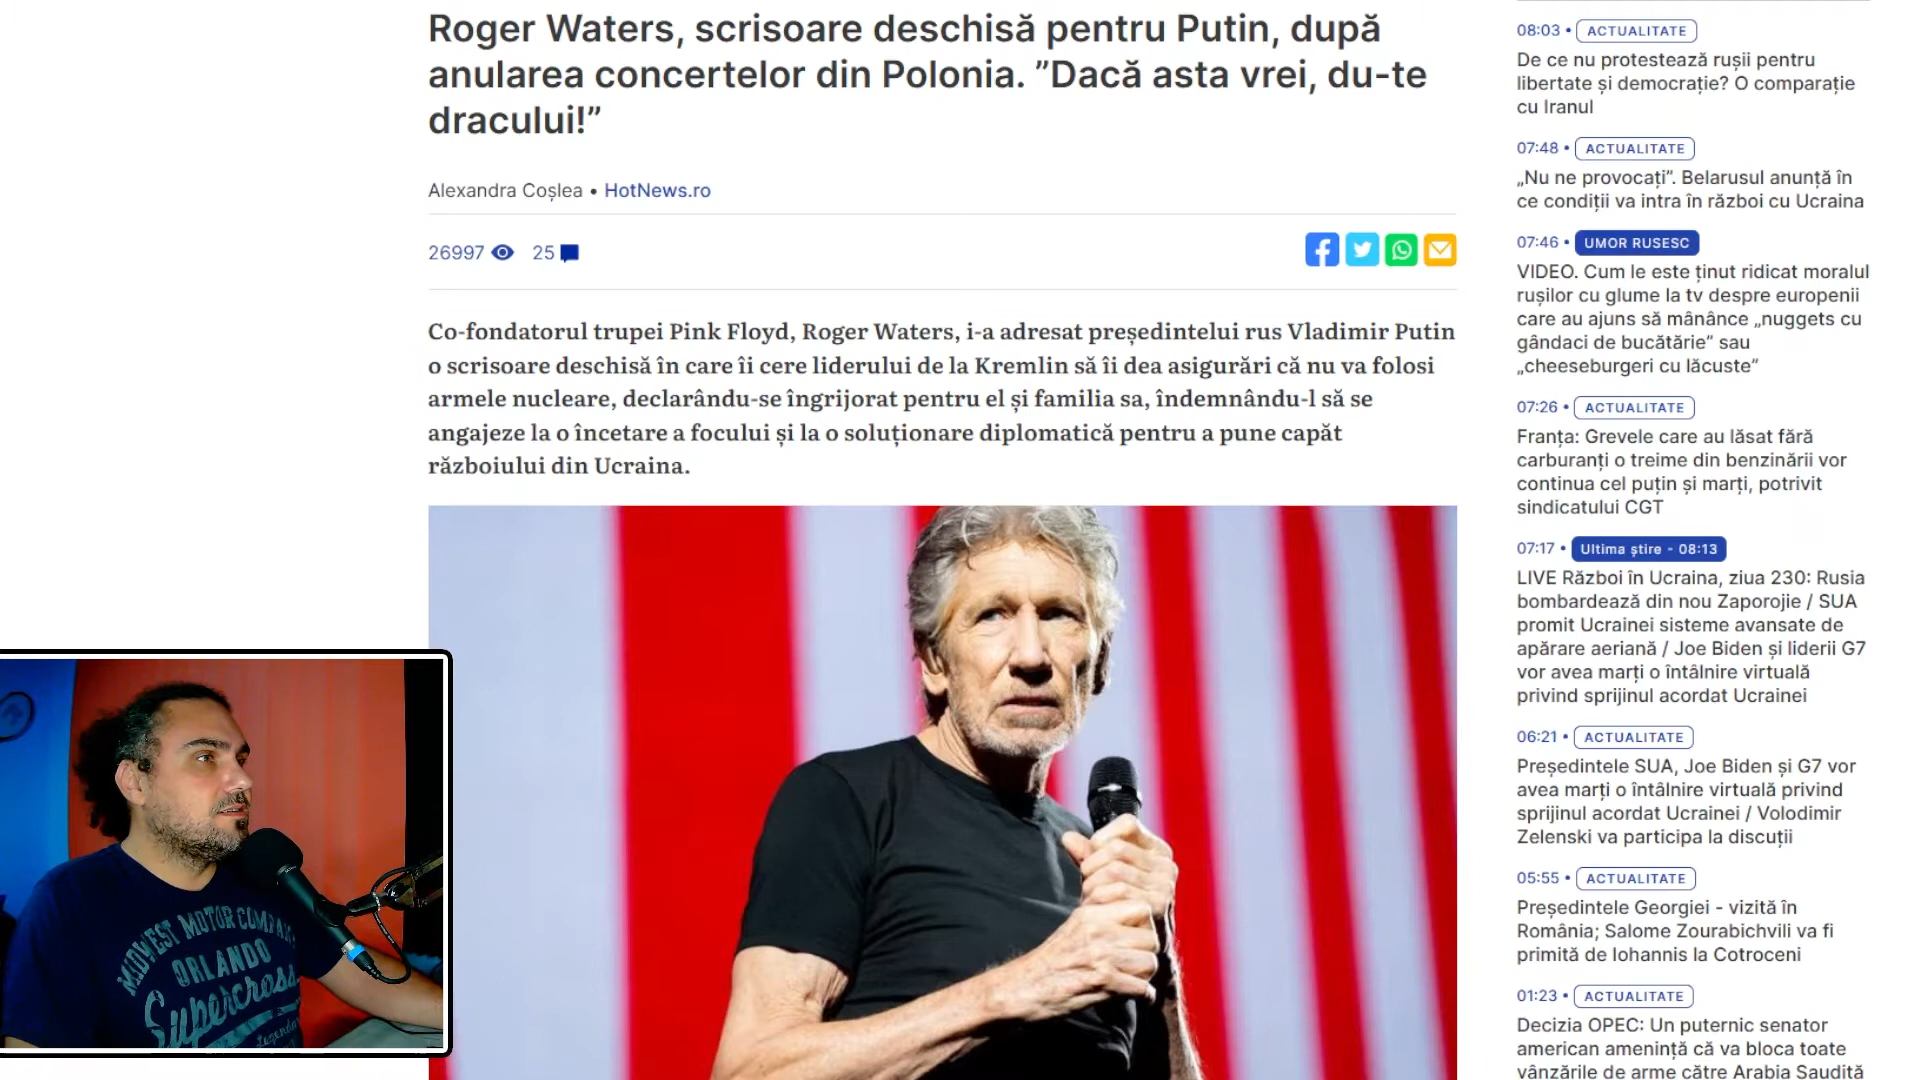 Roger Waters, scrisoare deschisă pentru Putin, după
anularea concertelor din Polonia. ”Dacă asta vrei, du-te
dracului!”
Alexandra Coșlea • HotNews.ro
26997 25
Co-fondatorul trupei Pink Floyd, Roger Waters, i-a adresat președintelui rus Vladimir Putin
o scrisoare deschisă în care îi cere liderului de la Kremlin să îi dea asigurări că nu va folosi
armele nucleare, declarându-se îngrijorat pentru el și familia sa, îndemnându-l să se
angajeze la o încetare a focului și la o soluționare diplomatică pentru a pune capăt
războiului din Ucraina.
MIDWEST MOTOR COMPA
ORLANDO
Supercross
08:03 • ACTUALITATE
De ce nu protestează rușii pentru
libertate și democrație? O comparație
cu Iranul
07:48 • ACTUALITATE
„Nu ne provocați”. Belarusul anunță în
ce condiții va intra în război cu Ucraina
07:46 • UMOR RUSESC
VIDEO. Cum le este ținut ridicat moralul
rușilor cu glume la tv despre europenii
care au ajuns să mânânce „nuggets cu
gândaci de bucătărie” sau
„cheeseburgeri cu lăcuste”
07:26 • ACTUALITATE
Franța: Grevele care au lăsat fără
carburanți o treime din benzinării vor
continua cel puțin și marți, potrivit
sindicatului CGT
07:17 • Ultima știre - 08:13
LIVE Război în Ucraina, ziua 230: Rusia
bombardează din nou Zaporojie / SUA
promit Ucrainei sisteme avansate de
apărare aeriană / Joe Biden și liderii G7
vor avea marți o întâlnire virtuală
privind sprijinul acordat Ucrainei
06:21 • ACTUALITATE
Președintele SUA, Joe Biden și G7 vor
avea marți o întâlnire virtuală privind
sprijinul acordat Ucrainei / Volodimir
Zelenski va participa la discuții
05:55 • ACTUALITATE
Președintele Georgiei - vizită în
România; Salome Zourabichvili va fi
primită de Iohannis la Cotroceni
01:23 • ACTUALITATE
Decizia OPEC: Un puternic senator
american amenință că va bloca toate
vânzările de arme către Arabia Saudită